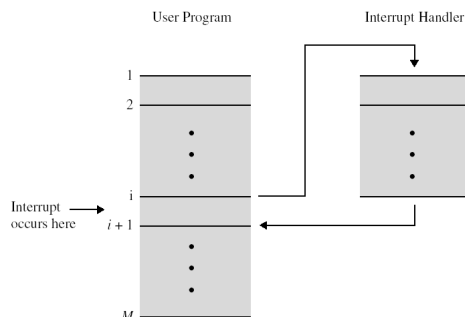 User Program
Interrupt Handler
1
2
i
Interrupt
occurs here
i + 1
M